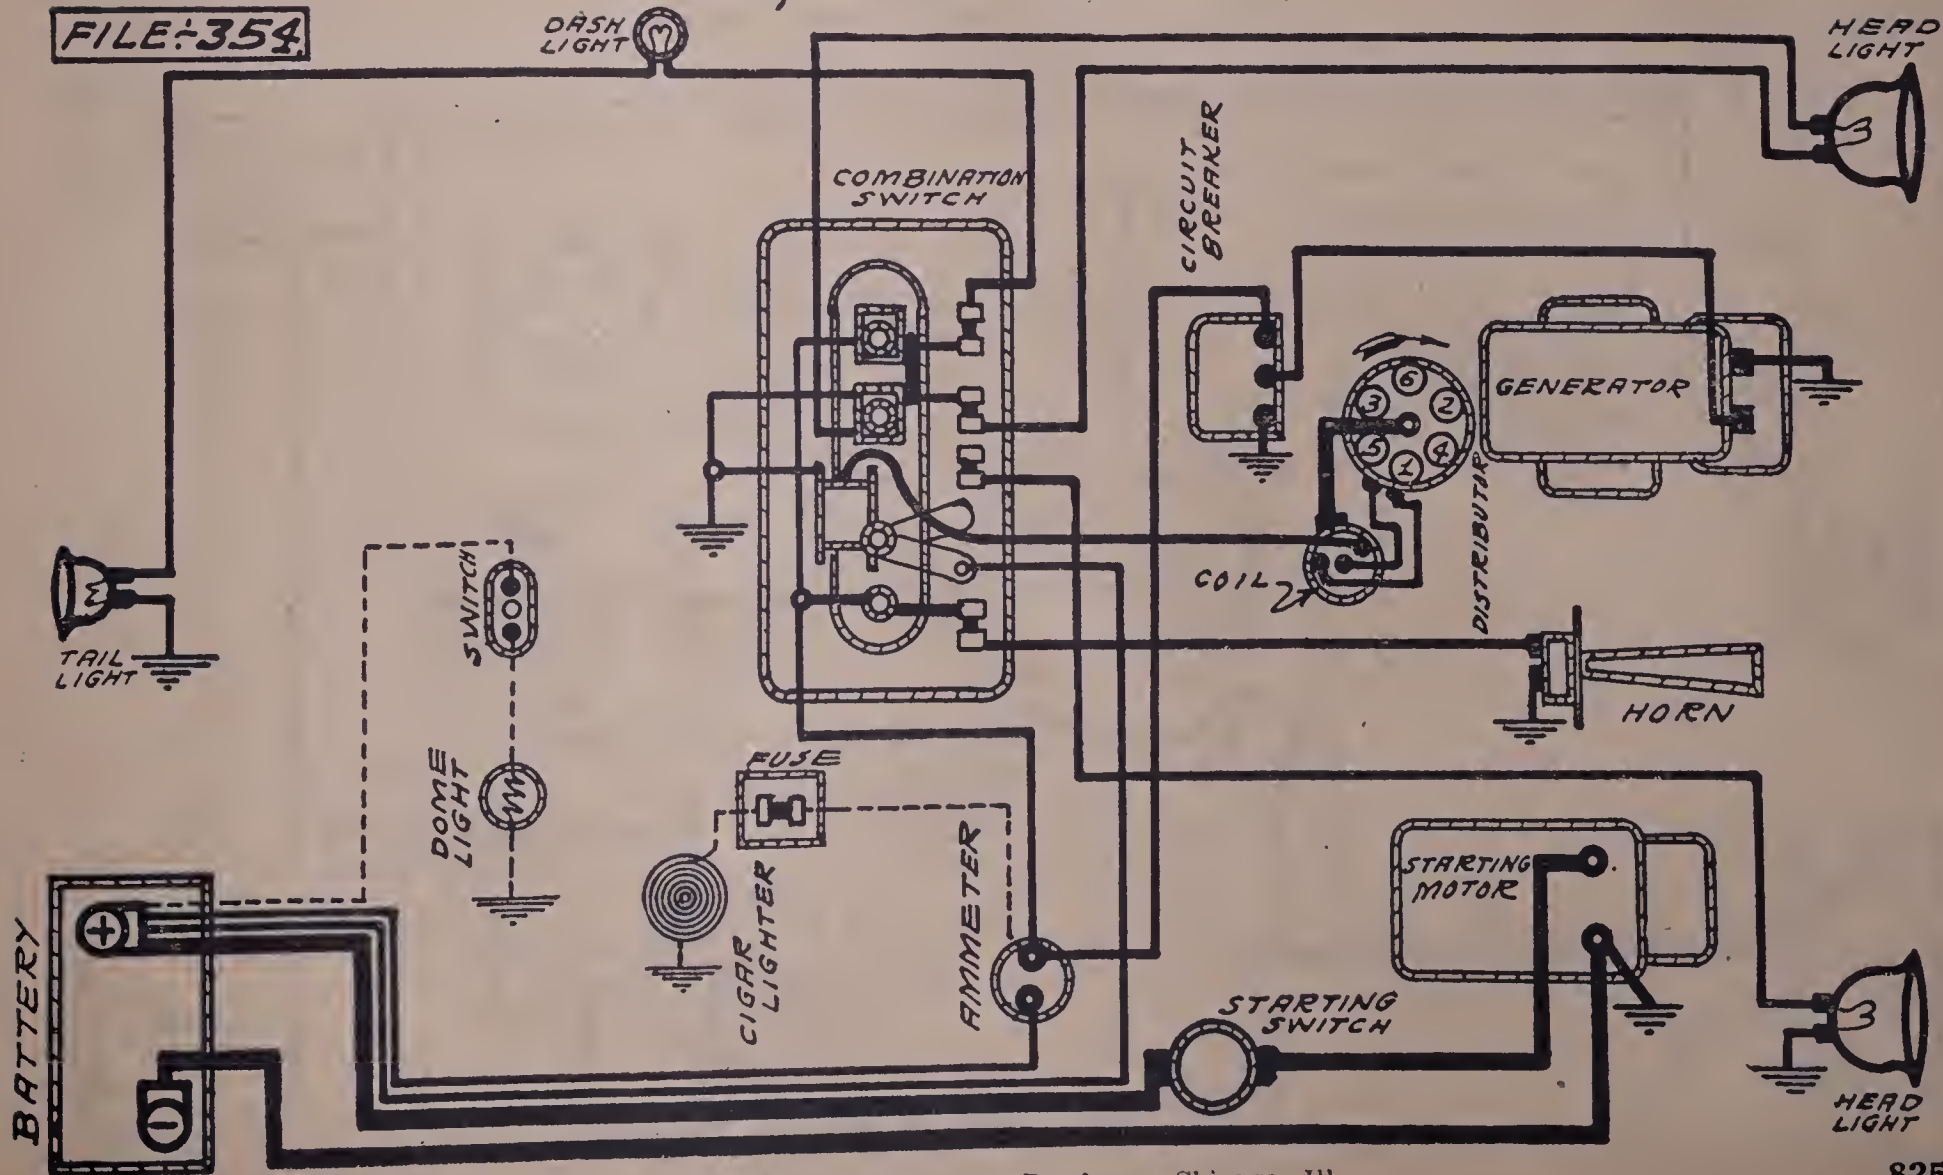 FILE-354
DASH
LIGHT
HEAD
LIGHT
COMBINATION
SWITCH
CIRCUIT
BREAKER
GENERATOR
6
3
2
5
4
1
DISTRIBUTOR
COIL
SWITCH
TAIL
LIGHT
HORN
DOME
LIGHT
FUSE
CIGAR
LIGHTER
AMMETER
STARTING
MOTOR
BATTERY
+
-
STARTING
SWITCH
HEAD
LIGHT
825